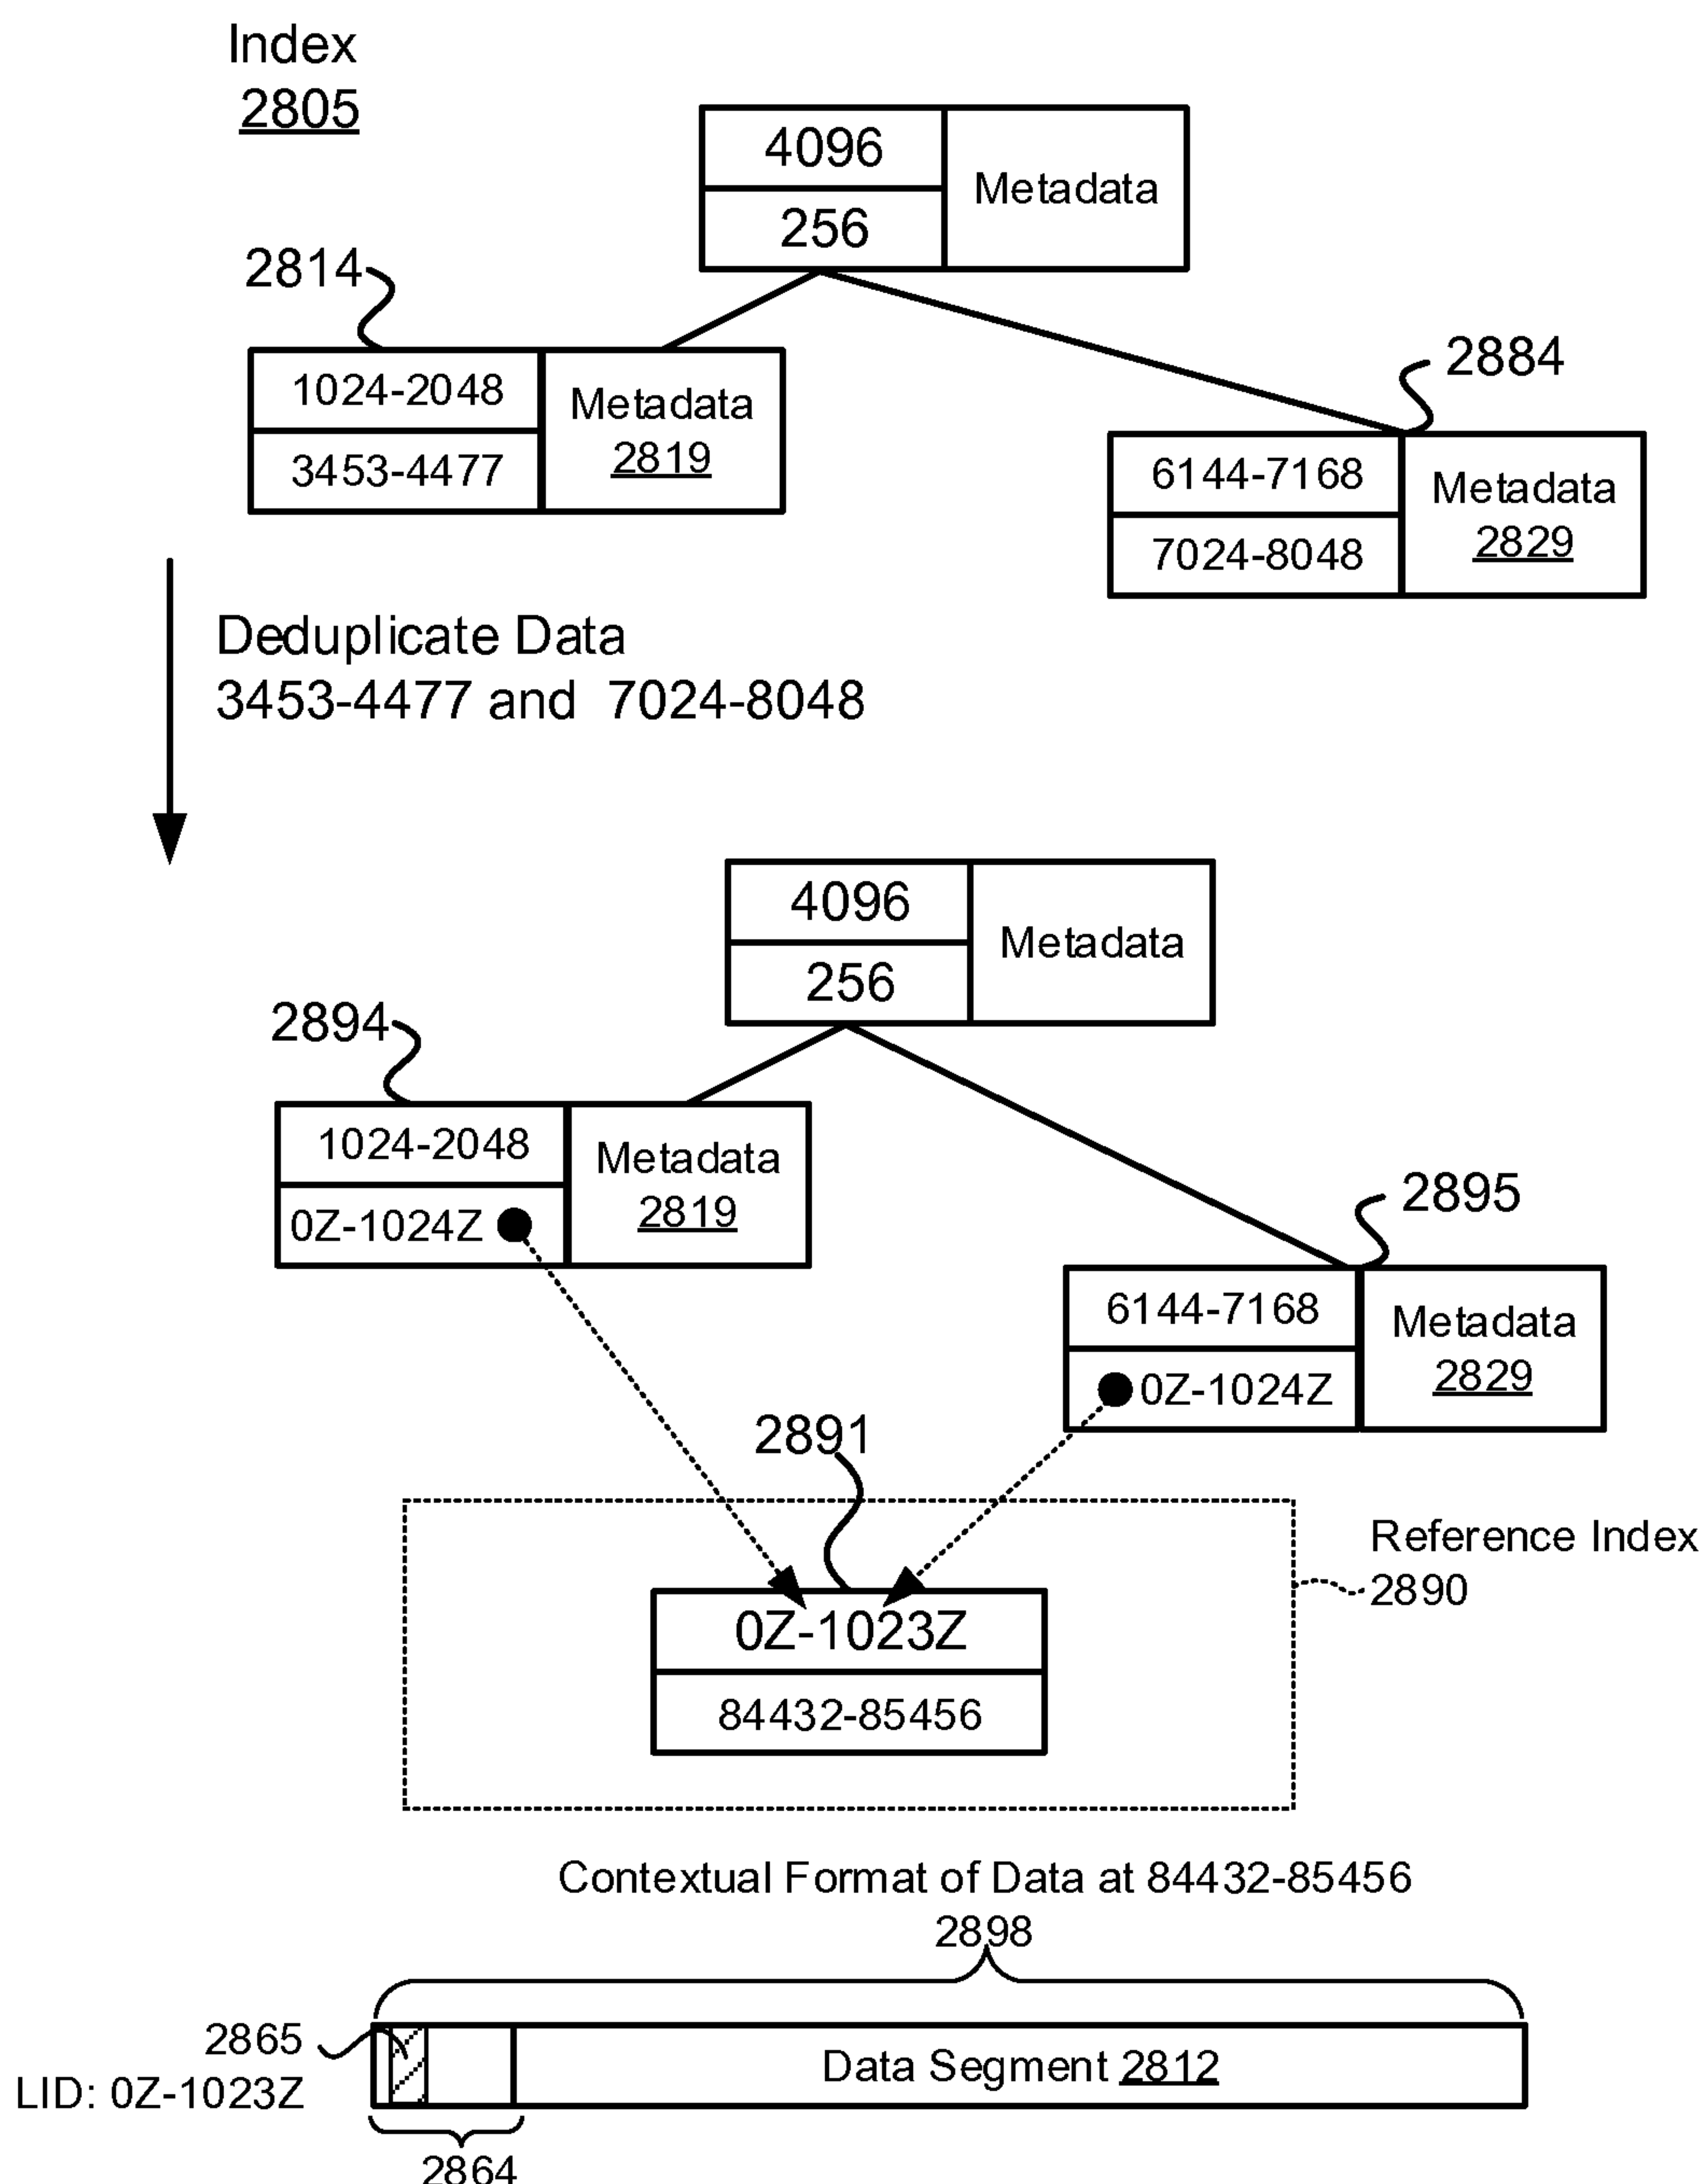 Index
2805
4096
256
Metadata
2814
1024-2048
3453-4477
Metadata
2819
2884
6144-7168
7024-8048
Metadata
2829
Deduplicate Data
3453-4477 and 7024-8048
4096
256
Metadata
2894
1024-2048
0Z-1024Z
Metadata
2819
2895
6144-7168
0Z-1024Z
Metadata
2829
2891
Reference Index
2890
0Z-1023Z
84432-85456
Contextual Format of Data at 84432-85456
2898
2865
LID: 0Z-1023Z
Data Segment 2812
2864